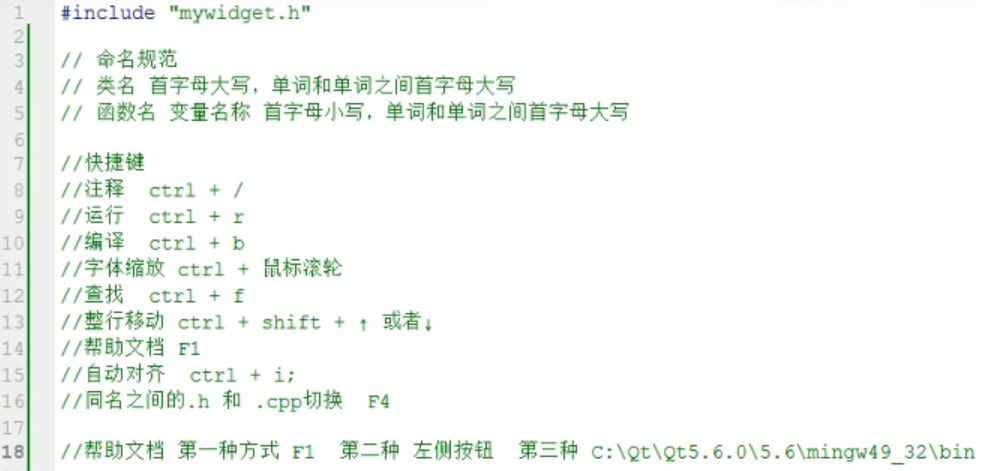 1 #include "mywidget.h"
2
3 // 命名规范
4 // 类名 首字母大写，单词和单词之间首字母大写
5 // 函数名 变量名称 首字母小写，单词和单词之间首字母大写
6
7 //快捷键
8 //注释 ctrl + /
9 //运行 ctrl + r
10 //编译 ctrl + b
11 //字体缩放 ctrl + 鼠标滚轮
12 //查找 ctrl + f
13 //整行移动 ctrl + shift + ↑ 或者↓
14 //帮助文档 F1
15 //自动对齐 ctrl + i;
16 //同名之间的.h 和 .cpp切换 F4
17
18 //帮助文档 第一种方式 F1 第二种 左侧按钮 第三种 C:\Qt\Qt5.6.0\5.6\mingw49_32\bin